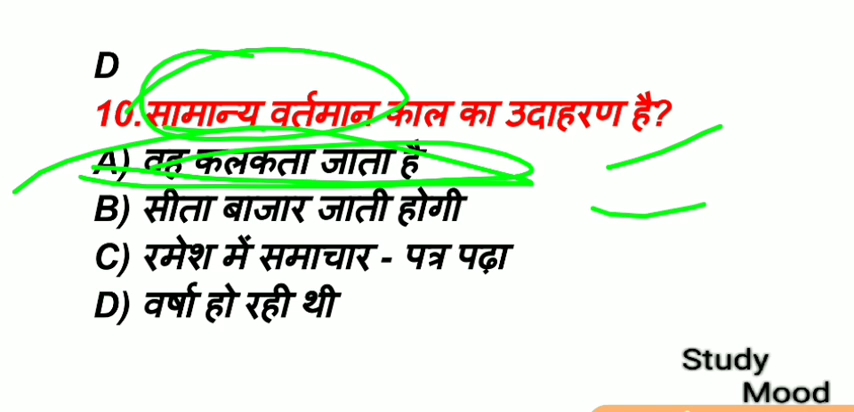 D
10. सामान्य वर्तमान काल का उदाहरण है?
A) वह कलकता जाता है
B) सीता बाजार जाती होगी
C) रमेश में समाचार - पत्र पढ़ा
D) वर्षा हो रही थी
Study
Mood